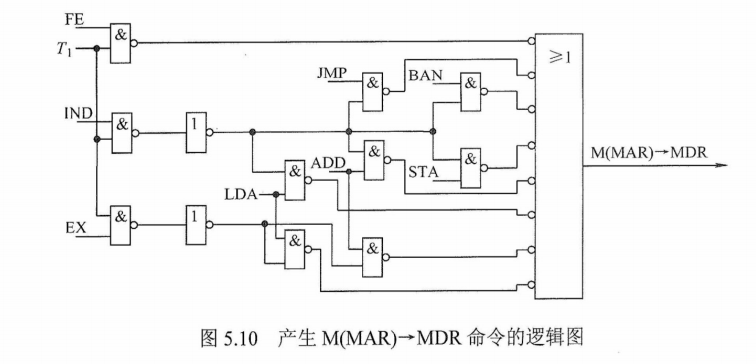 FE
T₁
&
≥1
JMP
&
BAN
&
IND
&
1
M(MAR)→MDR
ADD
&
STA
&
LDA
&
EX
&
1
&
&
图 5.10 产生 M(MAR)→MDR 命令的逻辑图